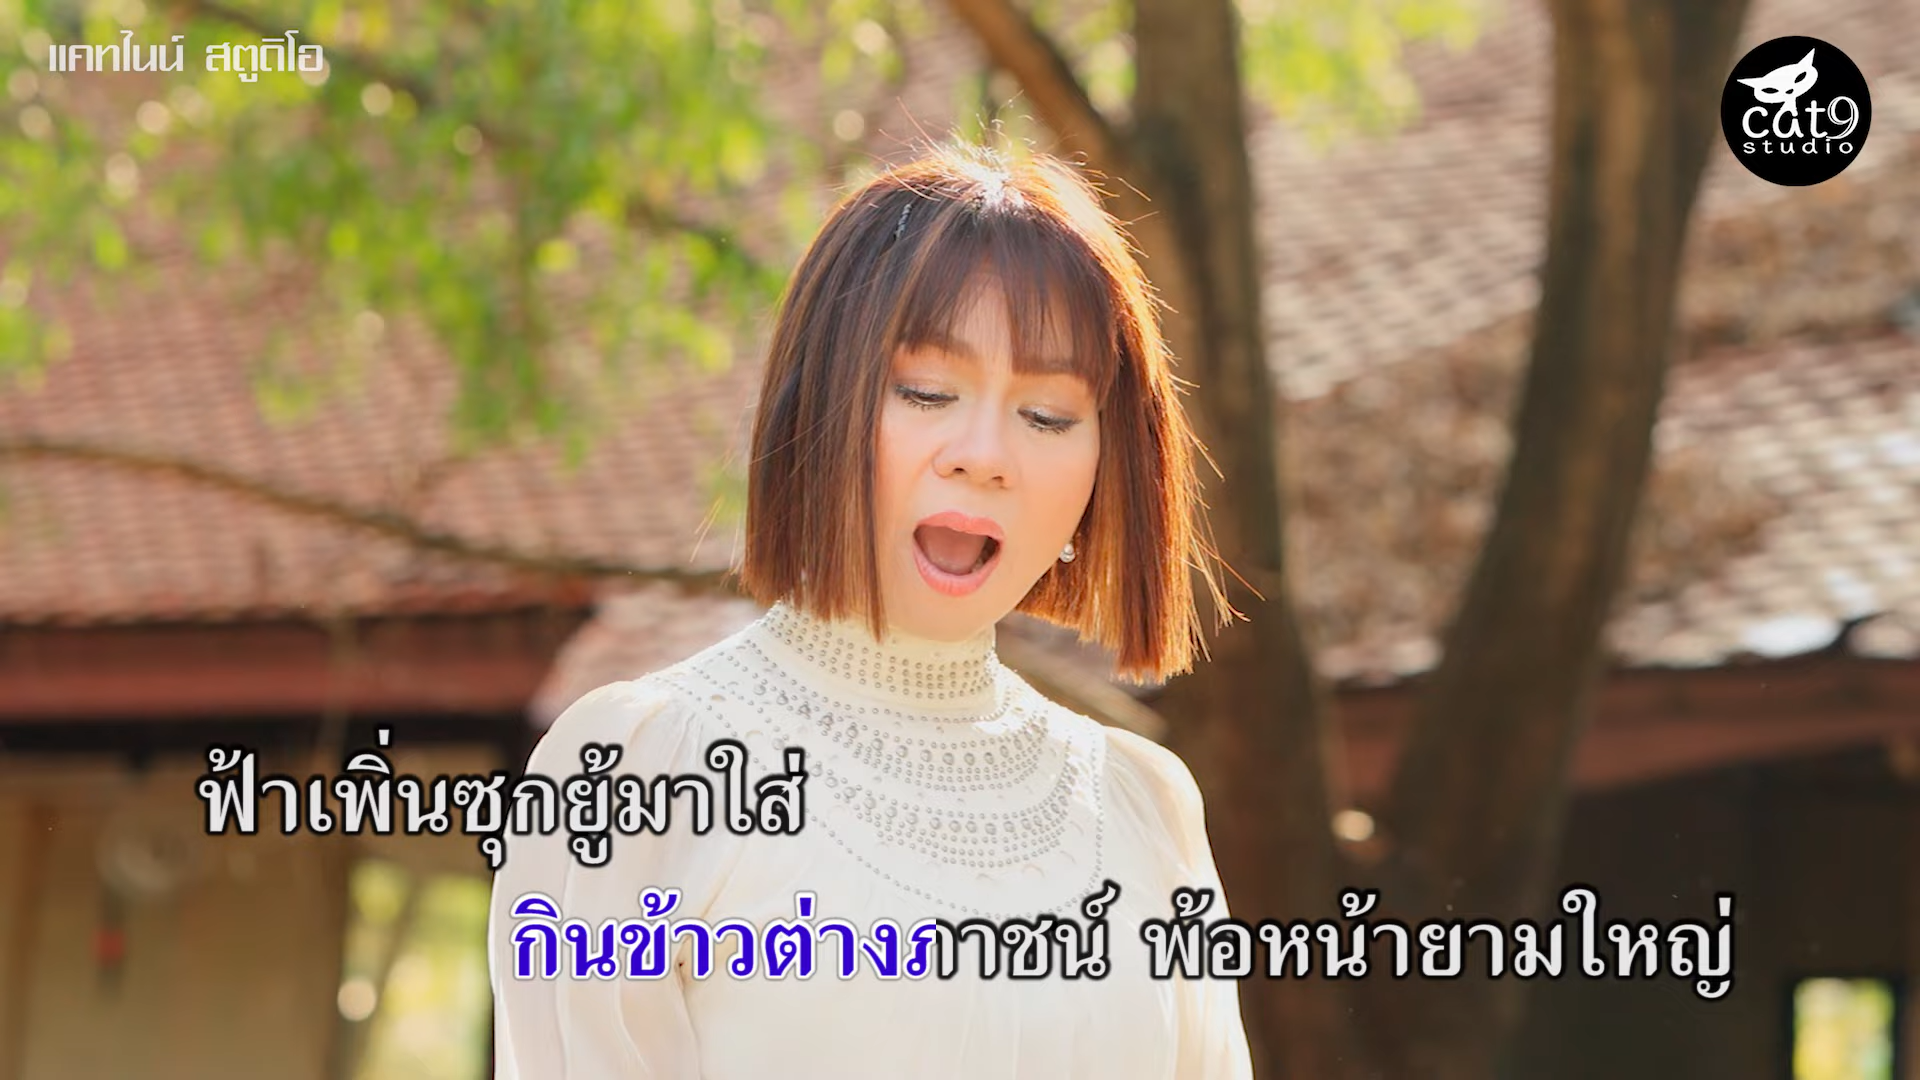 แคทไนน์ สตูดิโอ
cat9
studio
ฟ้าเพิ่นซุกยู้มาใส่
กินข้าวต่างภาชน์ พ้อหน้ายามใหญ่